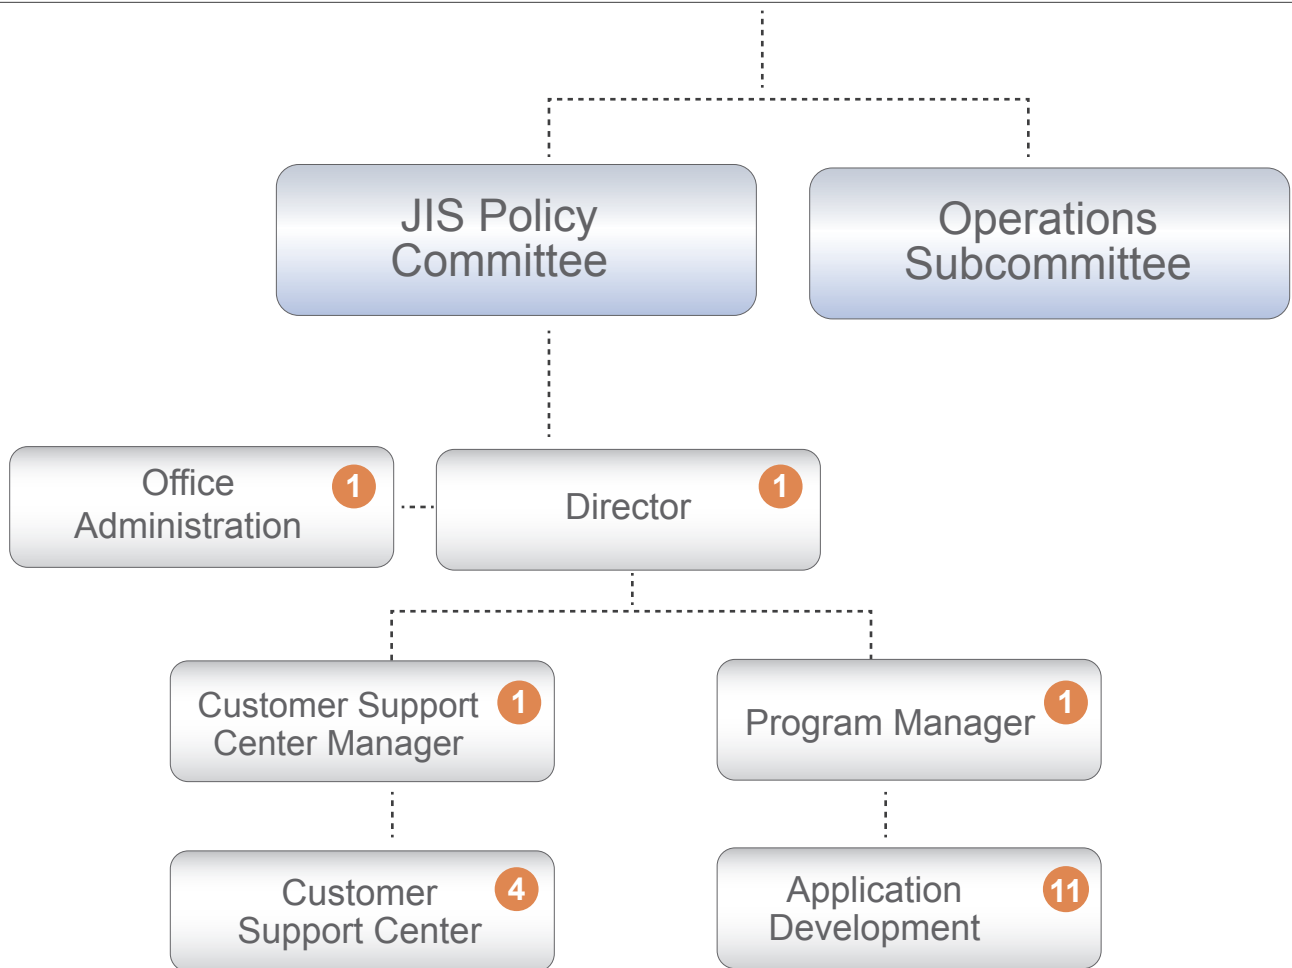 JIS Policy
Committee
Operations
Subcommittee
Office
Administration
1
Director
1
Customer Support
Center Manager
1
Program Manager
1
Customer
Support Center
4
Application
Development
11